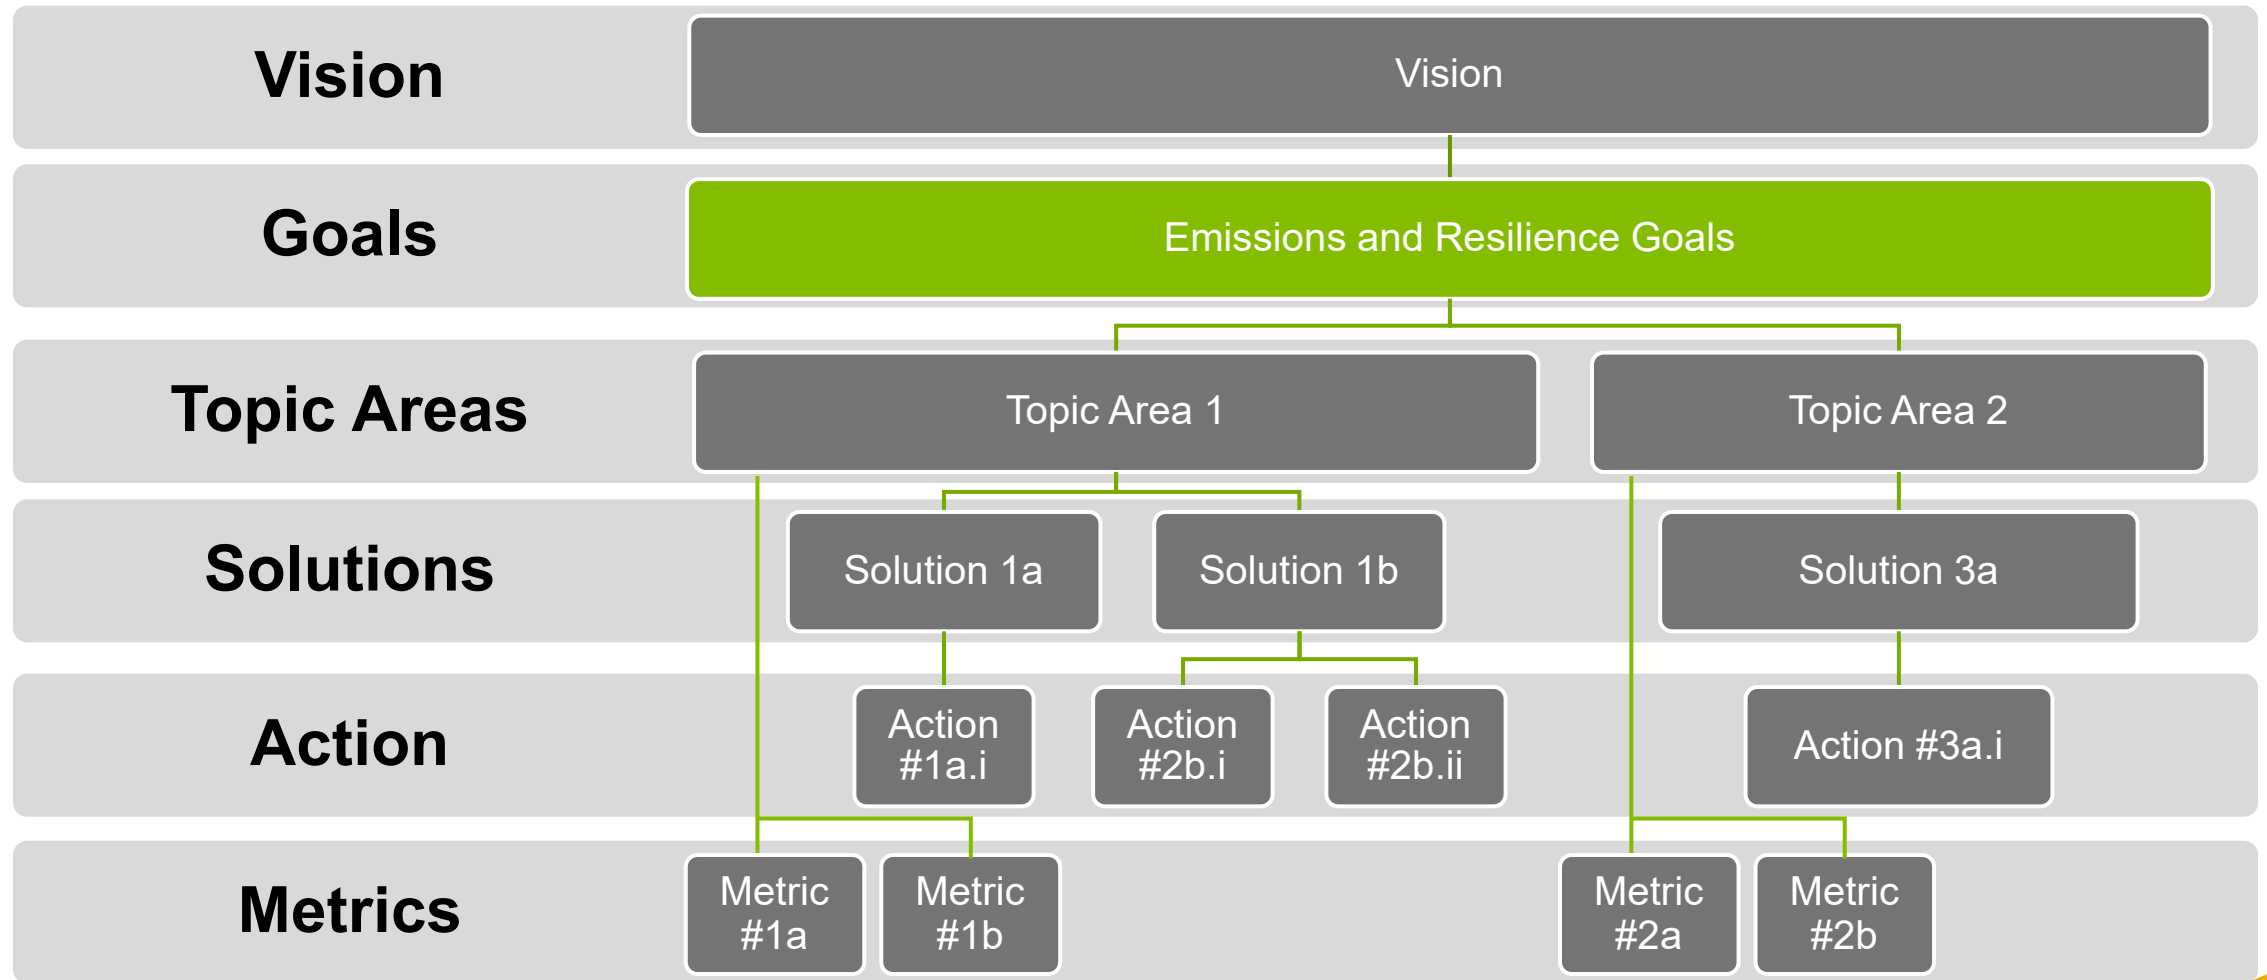 Vision
Vision
Goals
Emissions and Resilience Goals
Topic Areas
Topic Area 1
Topic Area 2
Solutions
Solution 1a
Solution 1b
Solution 3a
Action
Action
#1a.i
Action
#2b.i
Action
#2b.ii
Action #3a.i
Metrics
Metric
#1a
Metric
#1b
Metric
#2a
Metric
#2b